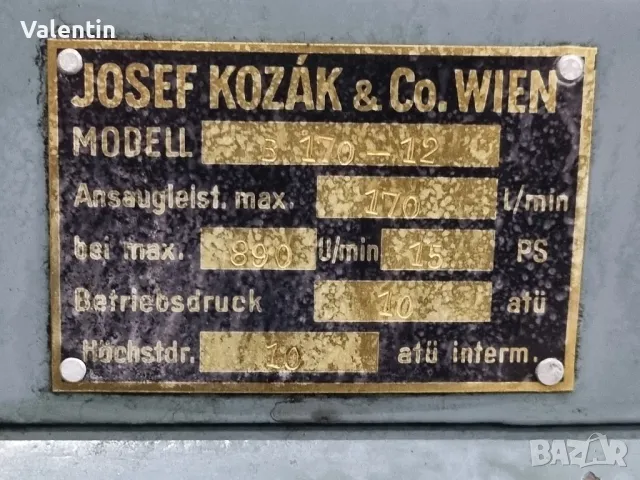 Valentin
JOSEF KOZÁK & Co. WIEN
MODELL B 170-12
Ansaugleist. max. 170 l/min
bei max. 890 U/min 15 PS
Betriebsdruck 10 atü
Höchstdr. 10 atü interm.
BAZAR